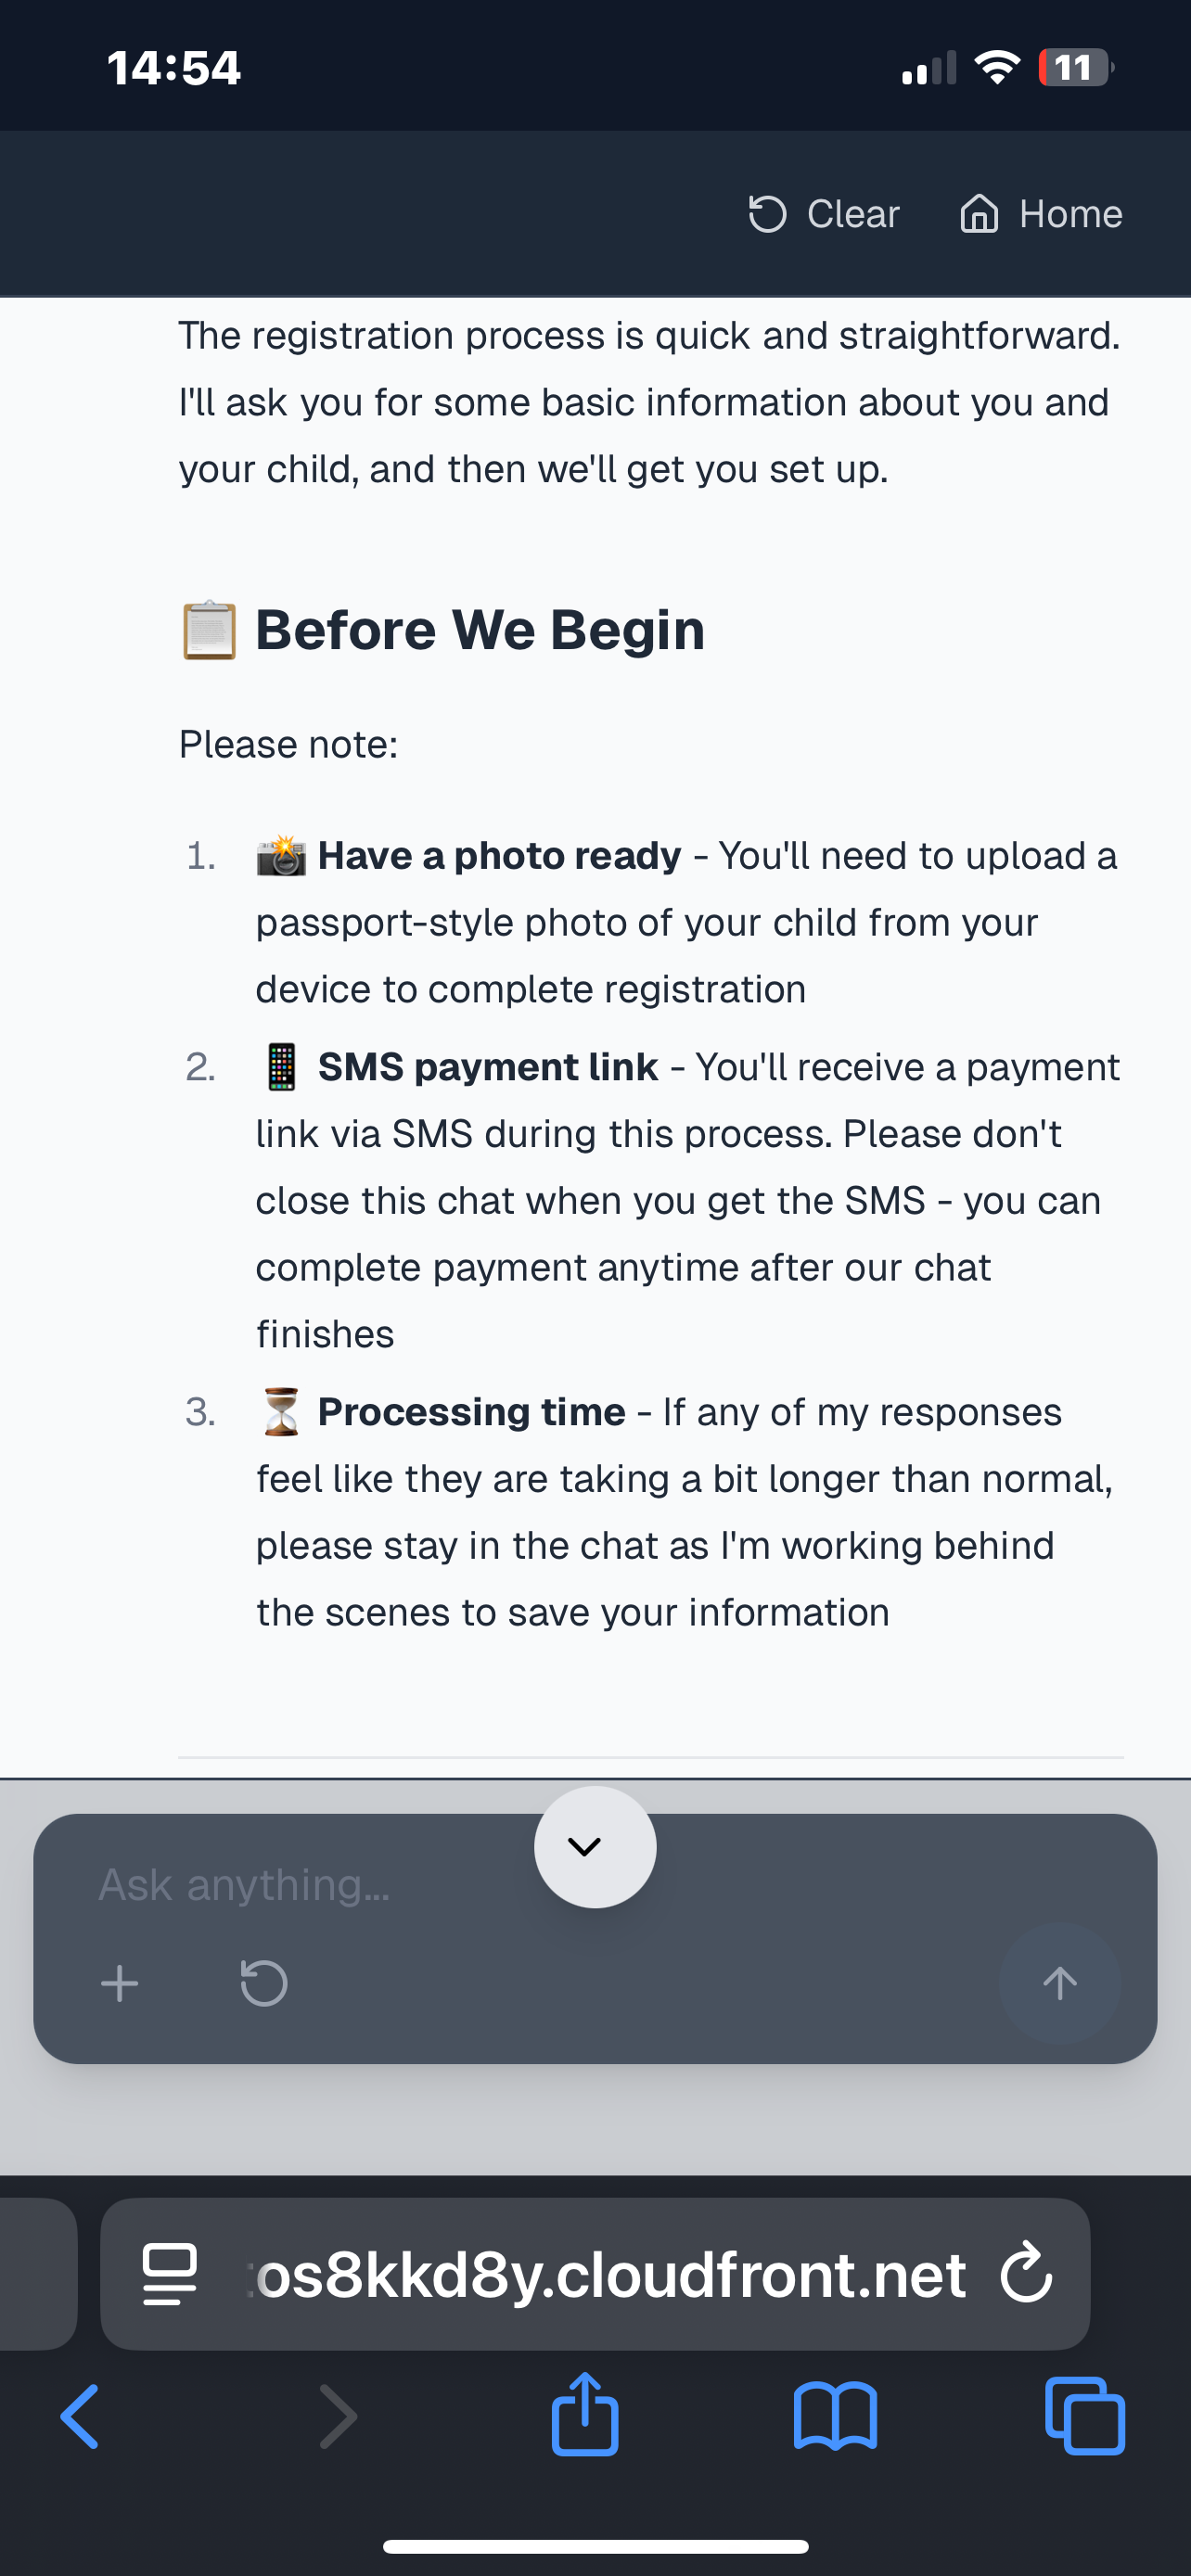 14:54
11
Clear
Home
The registration process is quick and straightforward.
I'll ask you for some basic information about you and
your child, and then we'll get you set up.
Before We Begin
Please note:
1. Have a photo ready - You'll need to upload a
passport-style photo of your child from your
device to complete registration
2. SMS payment link - You'll receive a payment
link via SMS during this process. Please don't
close this chat when you get the SMS - you can
complete payment anytime after our chat
finishes
3. Processing time - If any of my responses
feel like they are taking a bit longer than normal,
please stay in the chat as I'm working behind
the scenes to save your information
Ask anything...
os8kkd8y.cloudfront.net